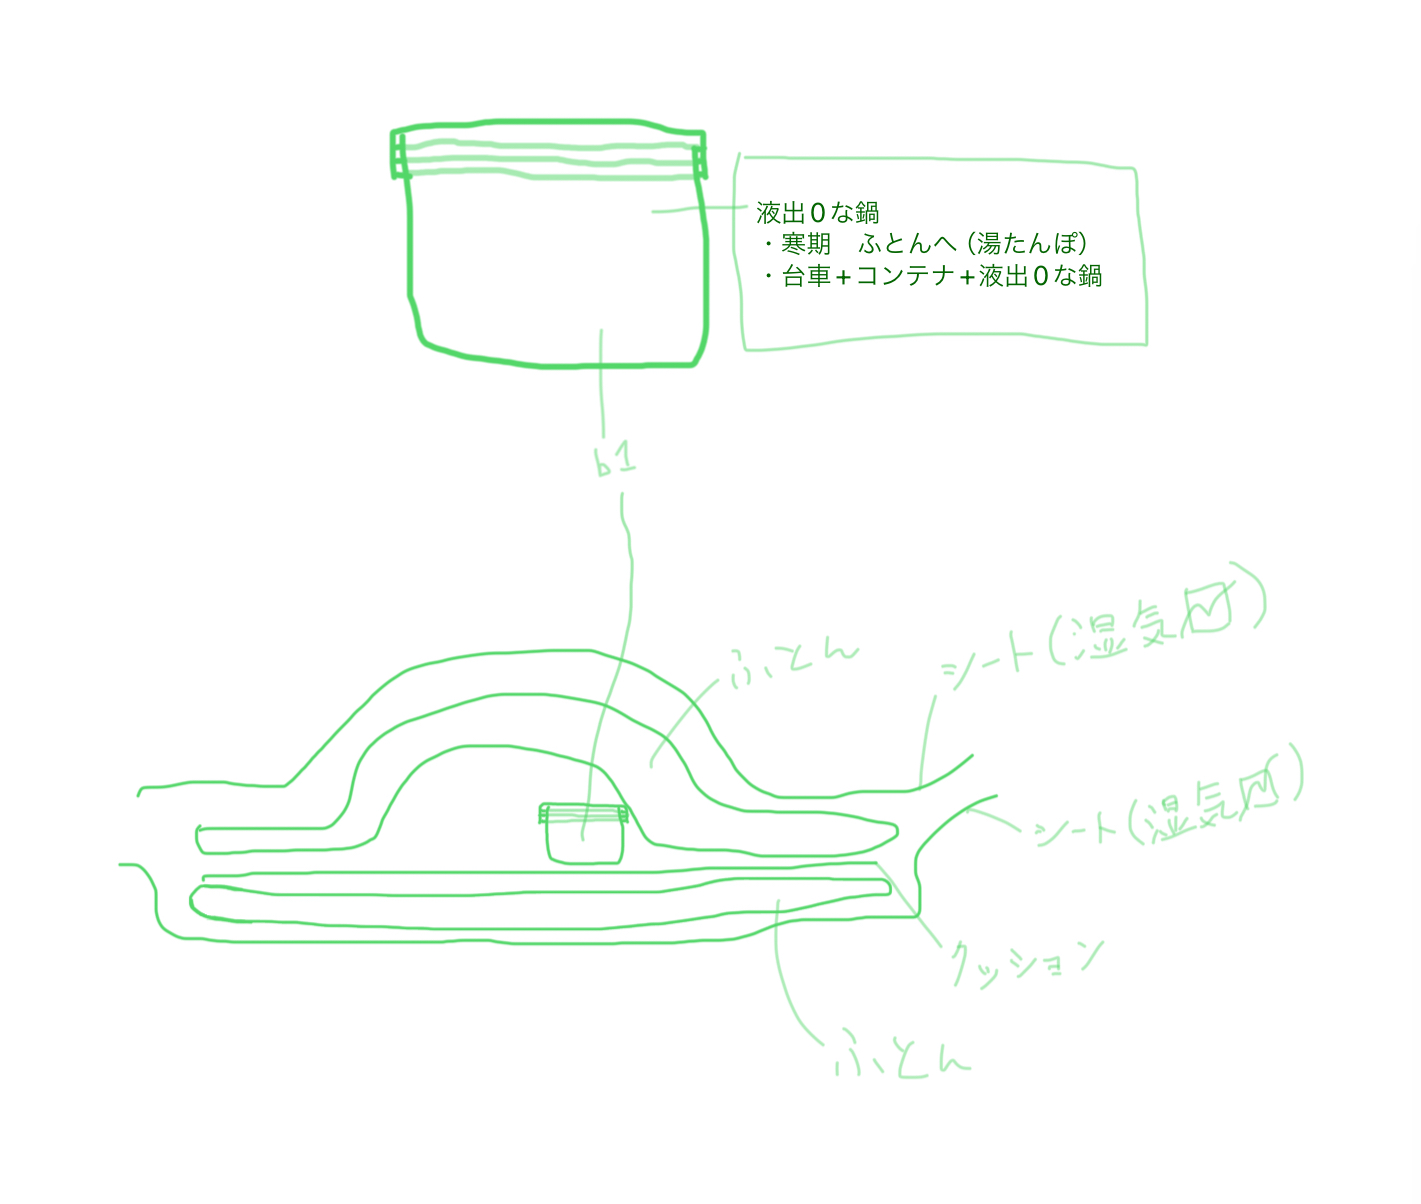 液出０な鍋
・寒期　ふとんへ（湯たんぽ）
・台車＋コンテナ＋液出０な鍋
b1
ふとん
シート(湿気図)
シート(湿気図)
クッション
ふとん